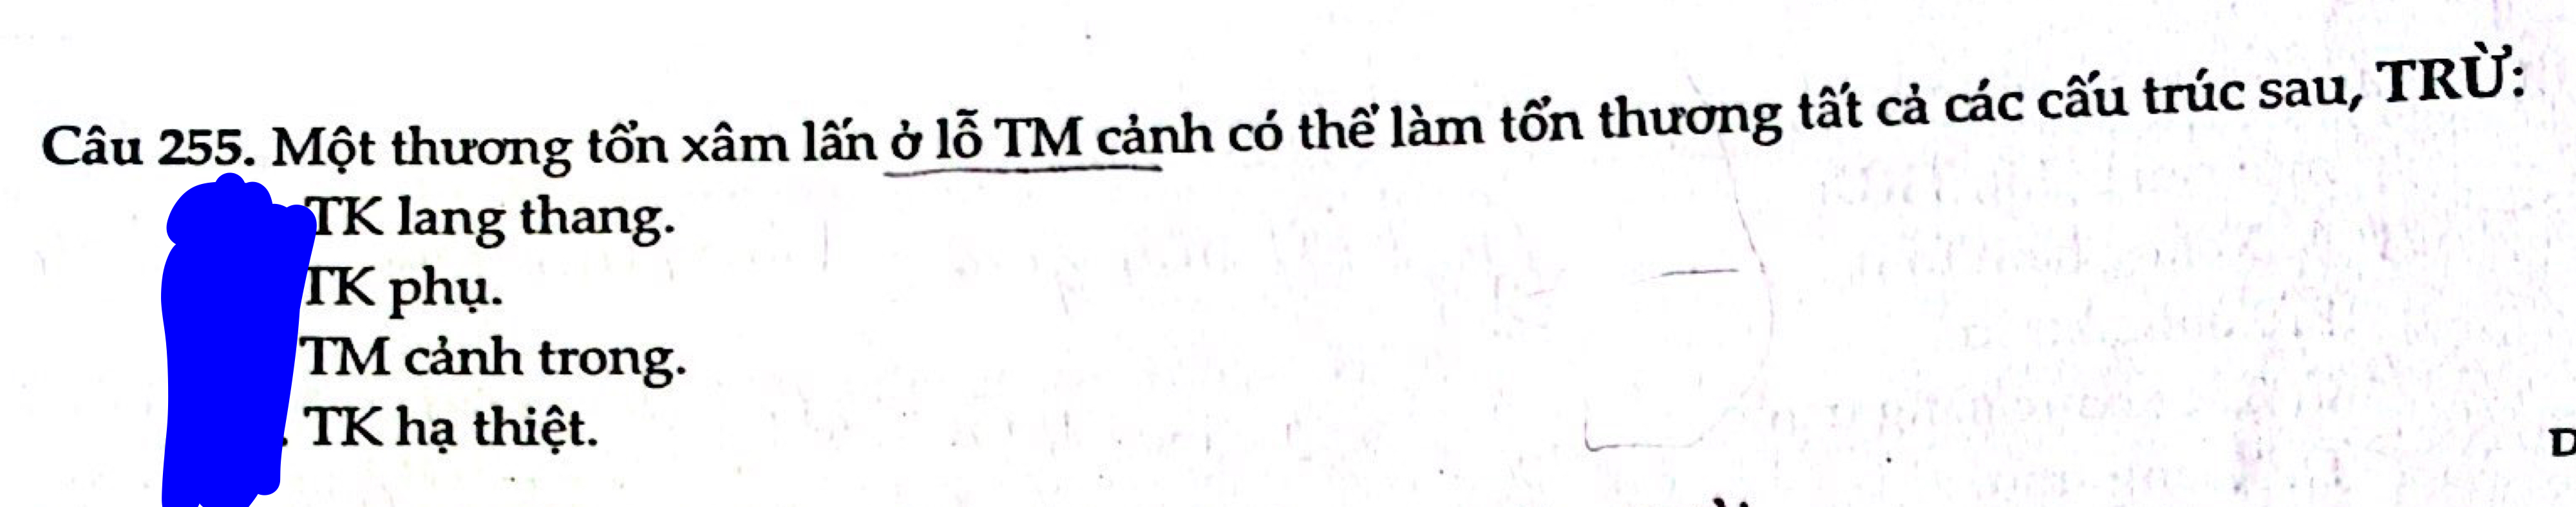 Câu 255. Một thương tổn xâm lấn ở lỗ TM cảnh có thể làm tổn thương tất cả các cấu trúc sau, TRỪ:
TK lang thang.
TK phụ.
TM cảnh trong.
. TK hạ thiệt.
D